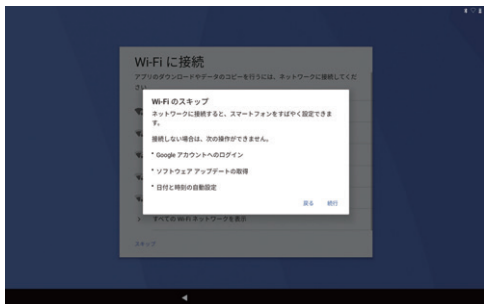 Wi-Fi に接続
アプリのダウンロードやデータのコピーを行うには、ネットワークに接続してくだ
さい
Wi-Fi のスキップ
ネットワークに接続すると、スマートフォンをすばやく設定できま
す。
接続しない場合は、次の操作ができません。
* Google アカウントへのログイン
* ソフトウェア アップデートの取得
* 日付と時刻の自動設定
戻る 続行
すべての Wi-Fi ネットワークを表示
スキップ